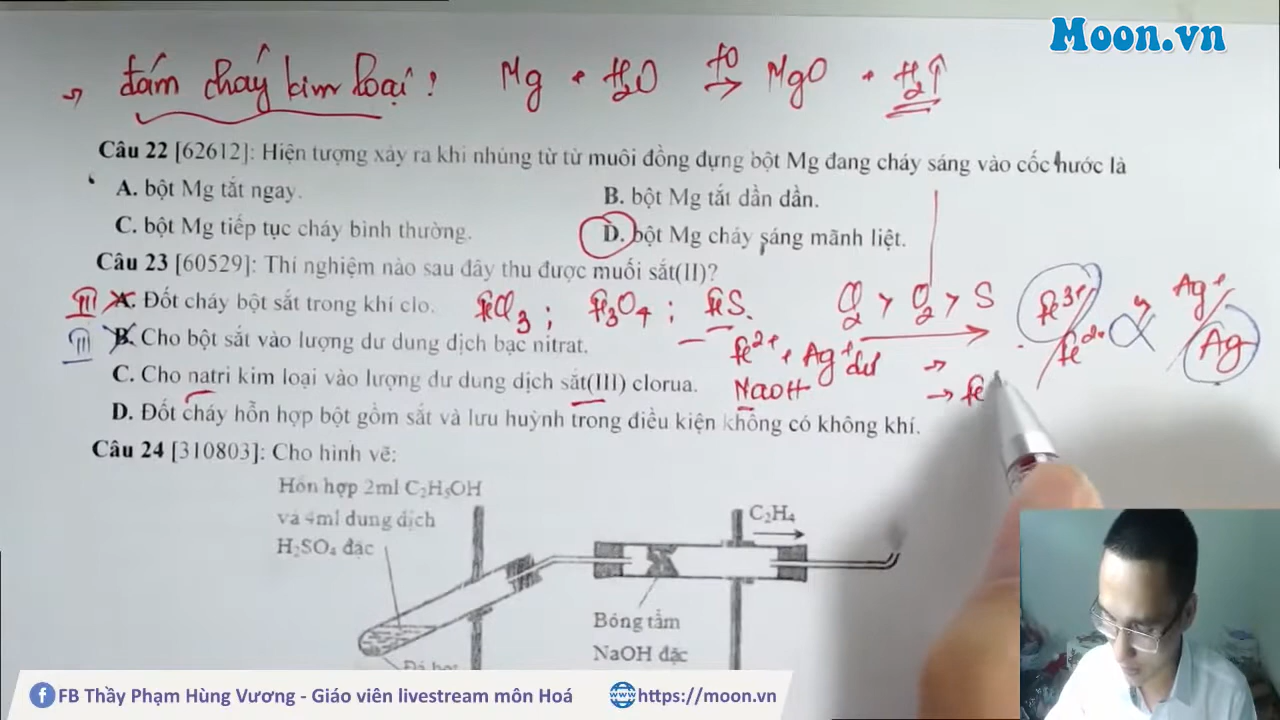 Moon.vn
→ đám cháy kim loại! Mg + H2O t0→ MgO + H2↑
Câu 22 [62612]: Hiện tượng xảy ra khi nhúng từ từ muôi đồng đựng bột Mg đang cháy sáng vào cốc nước là
A. bột Mg tắt ngay.
B. bột Mg tắt dần dần.
C. bột Mg tiếp tục cháy bình thường.
D. bột Mg cháy sáng mãnh liệt.
Câu 23 [60529]: Thí nghiệm nào sau đây thu được muối sắt(II)?
III A. Đốt cháy bột sắt trong khí clo. FeCl3 ; Fe3O4 ; FeS. Cl2 > O2 > S Fe3+/Fe2+ α Ag+/Ag
III B. Cho bột sắt vào lượng dư dung dịch bạc nitrat. Fe2+ + Ag+ dư →
C. Cho natri kim loại vào lượng dư dung dịch sắt(III) clorua. NaOH → Fe
D. Đốt cháy hỗn hợp bột gồm sắt và lưu huỳnh trong điều kiện không có không khí.
Câu 24 [310803]: Cho hình vẽ:
Hỗn hợp 2ml C2H5OH
và 4ml dung dịch
H2SO4 đặc
C2H4
Bông tẩm
NaOH đặc
Đá bọt
FB Thầy Phạm Hùng Vương - Giáo viên livestream môn Hoá
https://moon.vn